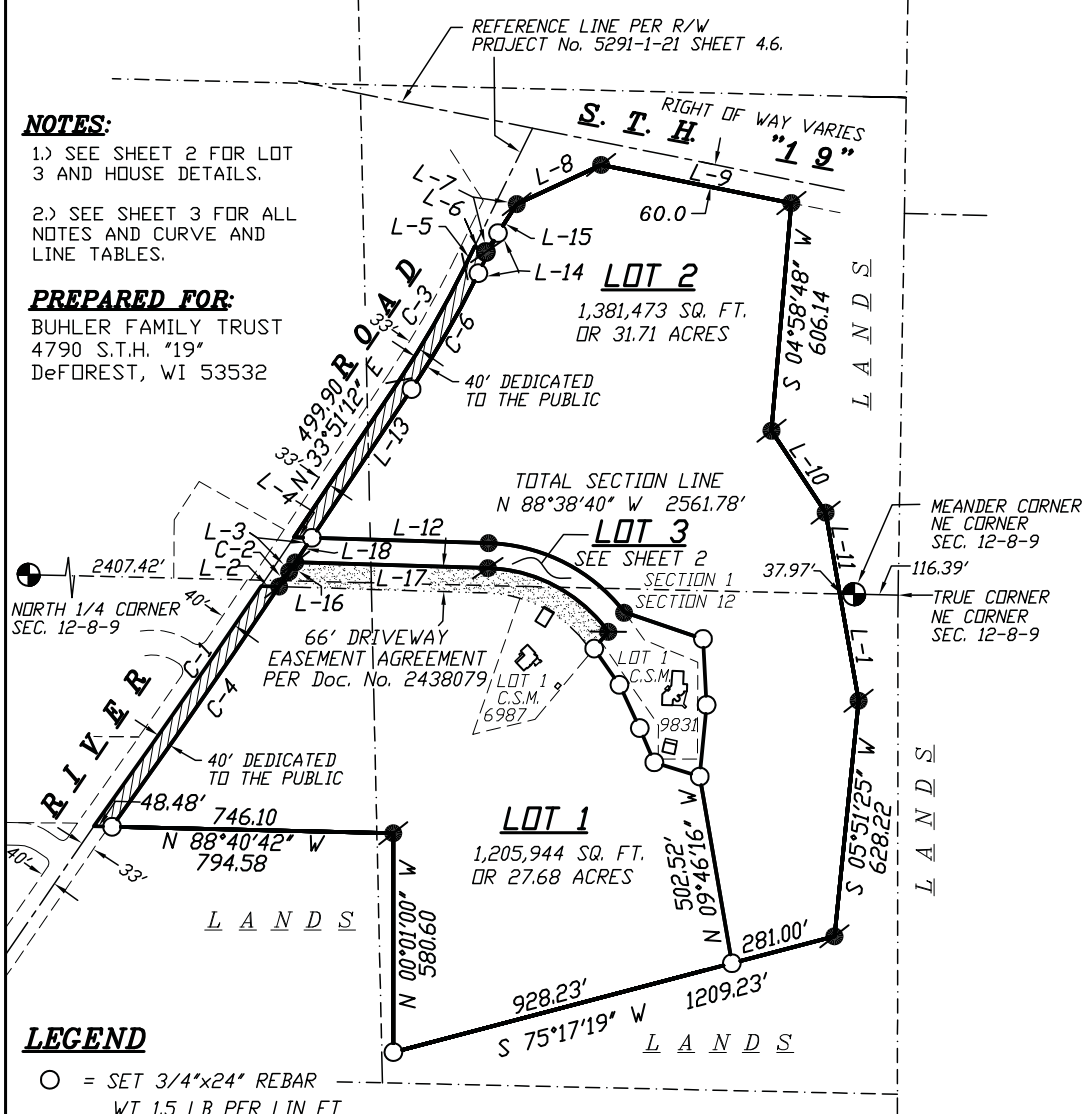 REFERENCE LINE PER R/W
PROJECT No. 5291-1-21 SHEET 4.6.
NOTES:
1.) SEE SHEET 2 FOR LOT
3 AND HOUSE DETAILS.
2.) SEE SHEET 3 FOR ALL
NOTES AND CURVE AND
LINE TABLES.
PREPARED FOR:
BUHLER FAMILY TRUST
4790 S.T.H. "19"
DeFOREST, WI 53532
S. T. H. "19"
RIGHT OF WAY VARIES
L-7
L-8
L-9
60.0
L-6
L-5
L-15
L-14
LOT 2
1,381,473 SQ. FT.
OR 31.71 ACRES
S 04°58'48" W
606.14
LANDS
RIVER ROAD
33'
C-3
C-6
40' DEDICATED
TO THE PUBLIC
499.90
N 33°51'12" E
33'
L-4
L-13
L-10
TOTAL SECTION LINE
N 88°38'40" W 2561.78'
LOT 3
SEE SHEET 2
L-12
L-3
C-2
L-2
L-18
L-17
L-16
L-11
MEANDER CORNER
NE CORNER
SEC. 12-8-9
37.97'
116.39'
TRUE CORNER
NE CORNER
SEC. 12-8-9
SECTION 1
SECTION 12
2407.42'
NORTH 1/4 CORNER
SEC. 12-8-9
40'
66' DRIVEWAY
EASEMENT AGREEMENT
PER Doc. No. 2438079
LOT 1
C.S.M.
6987
LOT 1
C.S.M.
9831
L-1
C-1
C-4
40' DEDICATED
TO THE PUBLIC
48.48'
746.10
N 88°40'42" W
794.58
40'
33'
LOT 1
1,205,944 SQ. FT.
OR 27.68 ACRES
502.52'
N 09°46'16" W
S 05°51'25" W
628.22
LANDS
LANDS
N 00°01'00" W
580.60
281.00'
928.23'
1209.23'
S 75°17'19" W
LANDS
LEGEND
= SET 3/4"x24" REBAR
WT 1.5 LB PER LIN FT